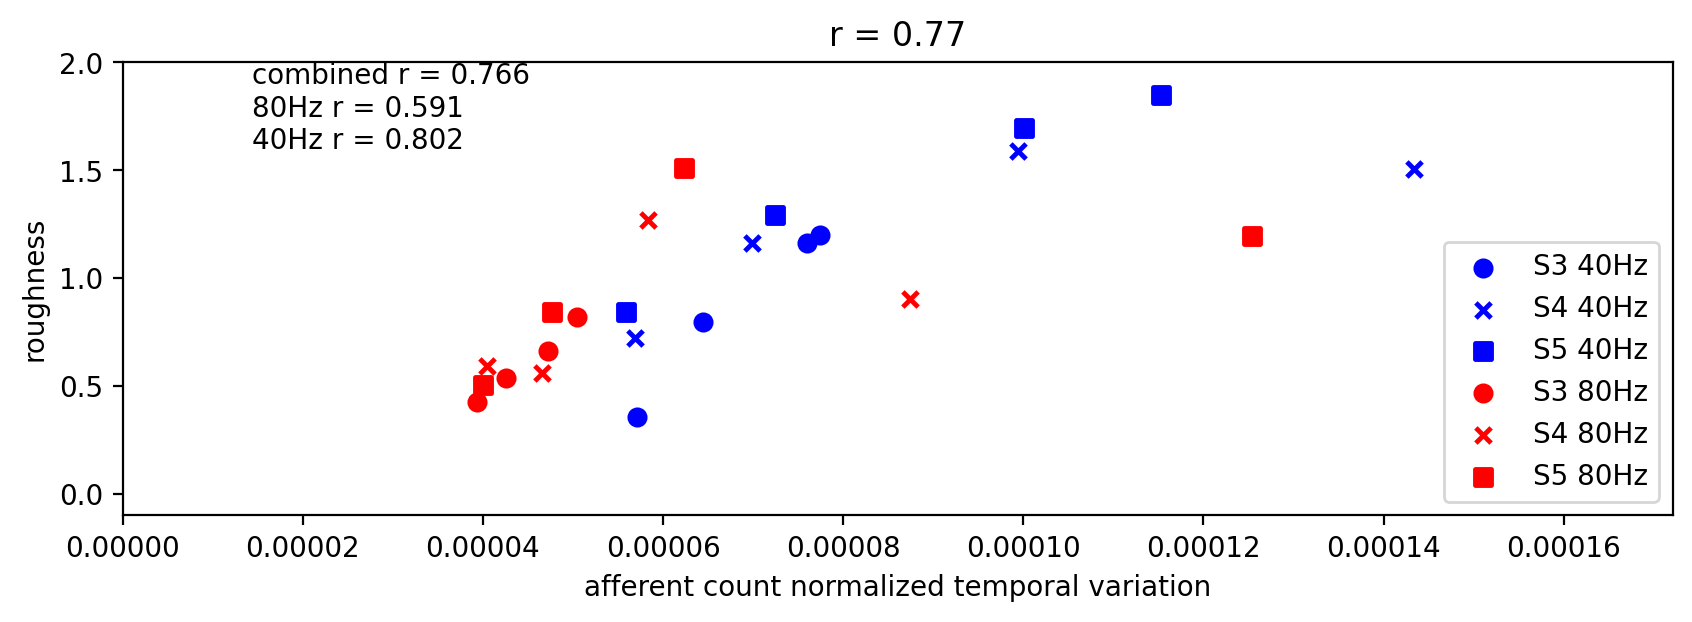 r = 0.77
combined r = 0.766
80Hz r = 0.591
40Hz r = 0.802
2.0
1.5
1.0
0.5
0.0
roughness
S3 40Hz
S4 40Hz
S5 40Hz
S3 80Hz
S4 80Hz
S5 80Hz
0.00000 0.00002 0.00004 0.00006 0.00008 0.00010 0.00012 0.00014 0.00016
afferent count normalized temporal variation